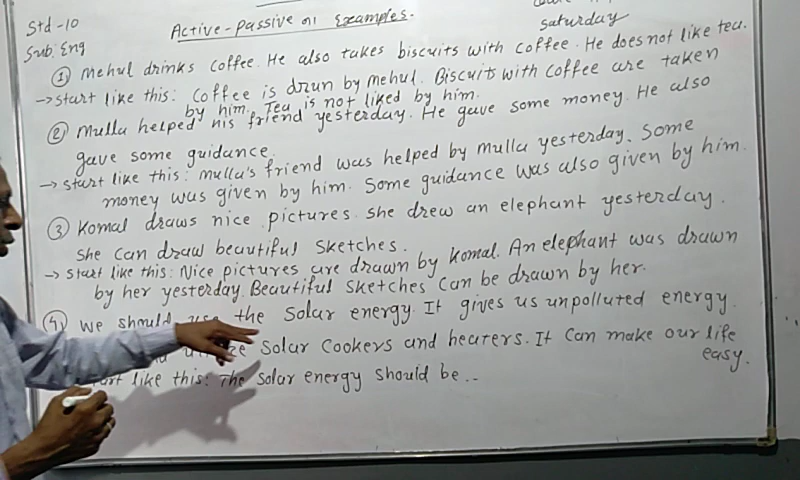 Std-10
Active-passive Examples.
Saturday
Sub. Eng
① Mehul drinks coffee. He also takes biscuits with coffee. He does not like tea.
→ start like this: Coffee is drun by mehul. Biscuits with coffee are taken
by him. Tea is not liked by him.
② Mulla helped his friend yesterday. He gave some money. He also
gave some guidance.
→ start like this: Mulla's friend was helped by Mulla yesterday. Some
money was given by him. Some guidance was also given by him.
③ Komal draws nice pictures. She drew an elephant yesterday.
She can draw beautiful sketches.
→ start like this: Nice pictures are drawn by Komal. An elephant was drawn
by her yesterday. Beautiful sketches can be drawn by her.
④ We should use the solar energy. It gives us unpolluted energy.
solar cookers and heaters. It can make our life
easy.
start like this: The solar energy should be..